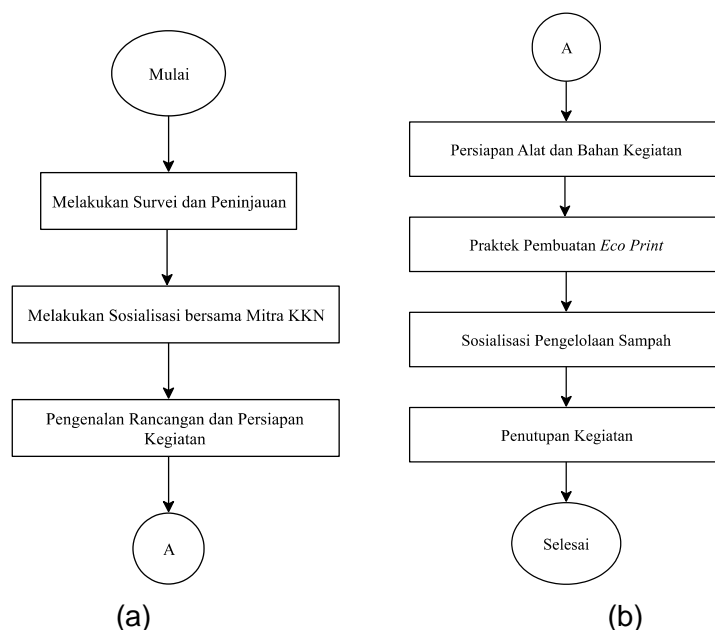 Mulai
Melakukan Survei dan Peninjauan
Melakukan Sosialisasi bersama Mitra KKN
Pengenalan Rancangan dan Persiapan
Kegiatan
A
(a)
A
Persiapan Alat dan Bahan Kegiatan
Praktek Pembuatan Eco Print
Sosialisasi Pengelolaan Sampah
Penutupan Kegiatan
Selesai
(b)